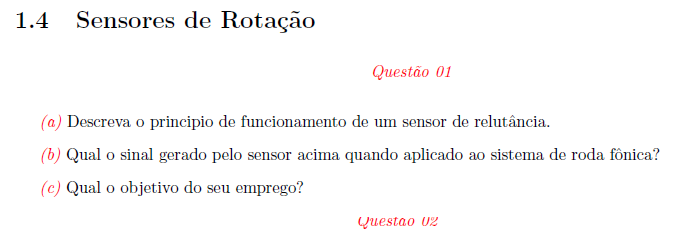 1.4 Sensores de Rotação
Questão 01
(a) Descreva o principio de funcionamento de um sensor de relutância.
(b) Qual o sinal gerado pelo sensor acima quando aplicado ao sistema de roda fônica?
(c) Qual o objetivo do seu emprego?
Questão 02